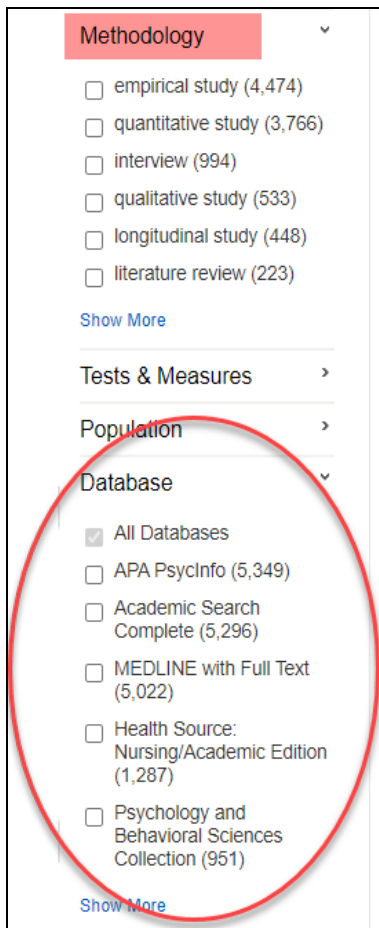 Methodology
empirical study (4,474)
quantitative study (3,766)
interview (994)
qualitative study (533)
longitudinal study (448)
literature review (223)
Show More
Tests & Measures
Population
Database
All Databases
APA PsycInfo (5,349)
Academic Search
Complete (5,296)
MEDLINE with Full Text
(5,022)
Health Source:
Nursing/Academic Edition
(1,287)
Psychology and
Behavioral Sciences
Collection (951)
Show More